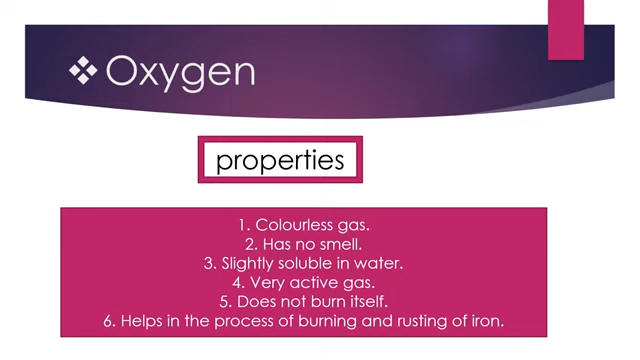 Oxygen
properties
1. Colourless gas.
2. Has no smell.
3. Slightly soluble in water.
4. Very active gas.
5. Does not burn itself.
6. Helps in the process of burning and rusting of iron.